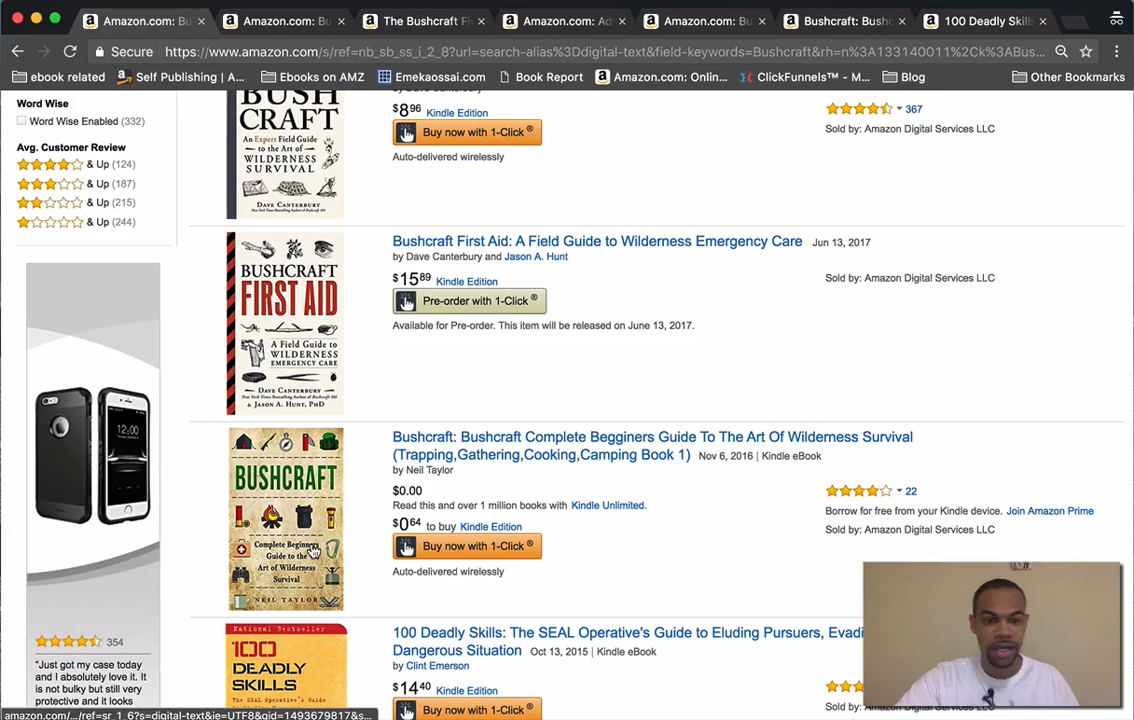 Amazon.com: Bu
Amazon.com: Bu
The Bushcraft Fi
Amazon.com: Ad
Amazon.com: Bu
Bushcraft: Bushc
100 Deadly Skill
Secure https://www.amazon.com/s/ref=nb_sb_ss_i_2_8?url=search-alias%3Ddigital-text&field-keywords=Bushcraft&rh=n%3A133140011%2Ck%3ABus...
ebook related
Self Publishing | A...
Ebooks on AMZ
Emekaossai.com
Book Report
Amazon.com: Onlin...
ClickFunnels™ – M...
Blog
Other Bookmarks
Word Wise
Word Wise Enabled (332)
Avg. Customer Review
& Up (124)
& Up (187)
& Up (215)
& Up (244)
BUSH
CRAFT
An Expert Field Guide
to the Art of
WILDERNESS
SURVIVAL
DAVE CANTERBURY
by Dave Canterbury
$8.96 Kindle Edition
Buy now with 1-Click ®
Auto-delivered wirelessly
367
Sold by: Amazon Digital Services LLC
BUSHCRAFT
FIRST AID
A Field Guide to
WILDERNESS
EMERGENCY CARE
DAVE CANTERBURY
& JASON A. HUNT, PhD
Bushcraft First Aid: A Field Guide to Wilderness Emergency Care Jun 13, 2017
by Dave Canterbury and Jason A. Hunt
$15.89 Kindle Edition
Pre-order with 1-Click ®
Available for Pre-order. This item will be released on June 13, 2017.
Sold by: Amazon Digital Services LLC
12:00
354
"Just got my case today
and I absolutely love it. It
is not bulky but still very
protective and it looks
BUSHCRAFT
Complete Beginners
Guide to the
Art of Wilderness
Survival
NEIL TAYLOR
Bushcraft: Bushcraft Complete Begginers Guide To The Art Of Wilderness Survival
(Trapping,Gathering,Cooking,Camping Book 1) Nov 6, 2016 | Kindle eBook
by Neil Taylor
$0.00
Read this and over 1 million books with Kindle Unlimited.
$0.64 to buy Kindle Edition
Buy now with 1-Click ®
Auto-delivered wirelessly
22
Borrow for free from your Kindle device. Join Amazon Prime
Sold by: Amazon Digital Services LLC
National Bestseller
100
DEADLY
SKILLS
100 Deadly Skills: The SEAL Operative's Guide to Eluding Pursuers, Evadi
Dangerous Situation Oct 13, 2015 | Kindle eBook
by Clint Emerson
$14.40 Kindle Edition
Buy now with 1-Click ®
amazon.com/.../ref=sr_1_6?s=digital-text&ie=UTF8&qid=1493679817&s...